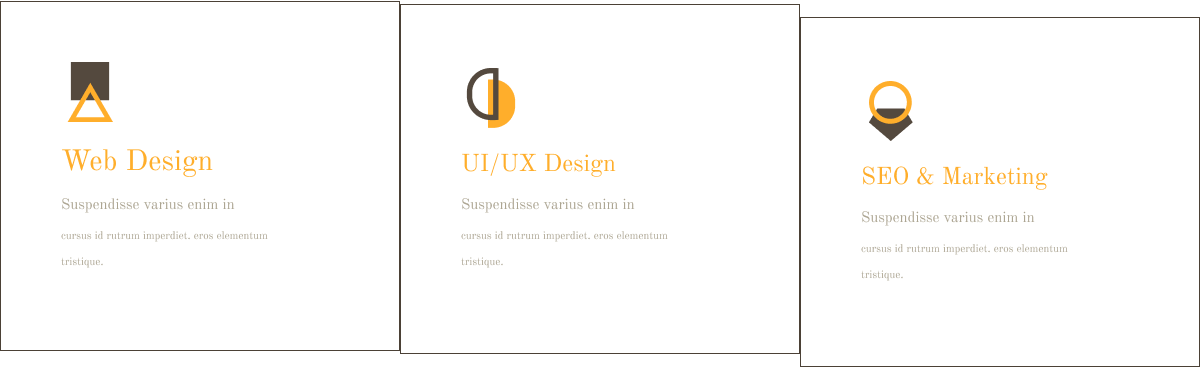 Web Design
Suspendisse varius enim in
cursus id rutrum imperdiet, eros elementum
tristique.
UI/UX Design
Suspendisse varius enim in
cursus id rutrum imperdiet, eros elementum
tristique.
SEO & Marketing
Suspendisse varius enim in
cursus id rutrum imperdiet, eros elementum
tristique.